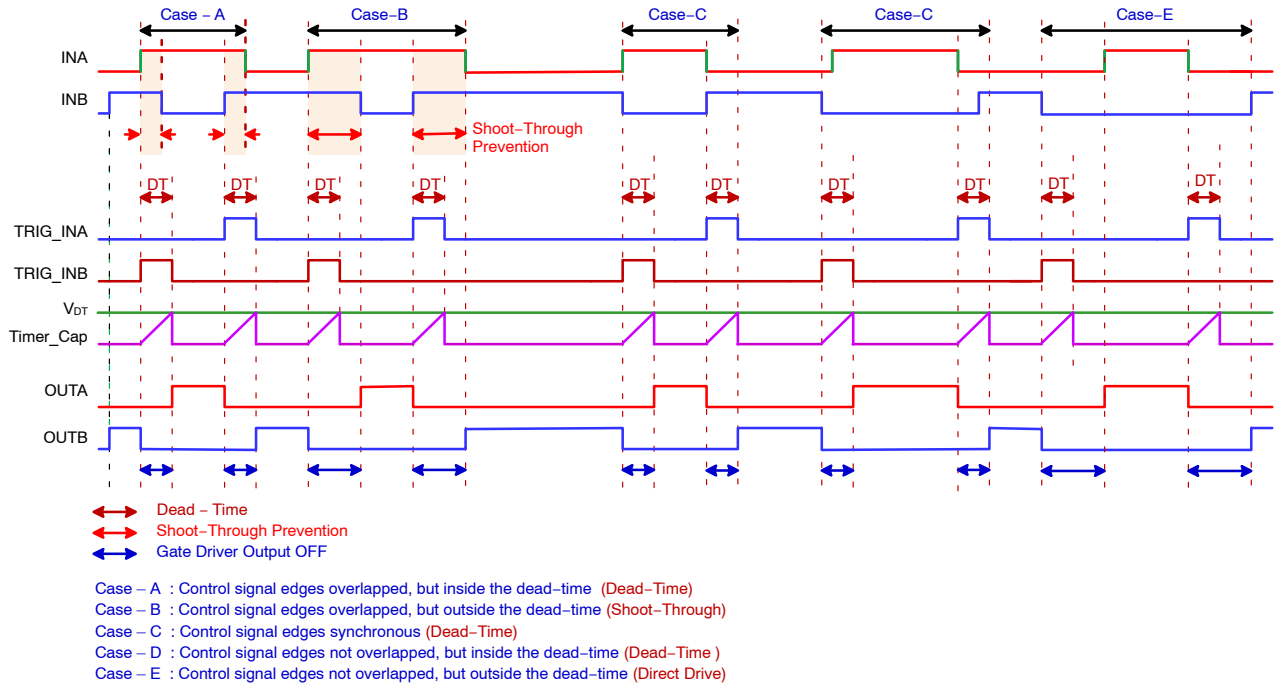 Case – A Case–B Case–C Case–C Case–E
INA
INB
Shoot–Through
Prevention
DT DT DT DT DT DT DT DT DT DT
TRIG_INA
TRIG_INB
VDT
Timer_Cap
OUTA
OUTB
Dead – Time
Shoot–Through Prevention
Gate Driver Output OFF
Case – A : Control signal edges overlapped, but inside the dead–time (Dead–Time)
Case – B : Control signal edges overlapped, but outside the dead–time (Shoot–Through)
Case – C : Control signal edges synchronous (Dead–Time)
Case – D : Control signal edges not overlapped, but inside the dead–time (Dead–Time )
Case – E : Control signal edges not overlapped, but outside the dead–time (Direct Drive)